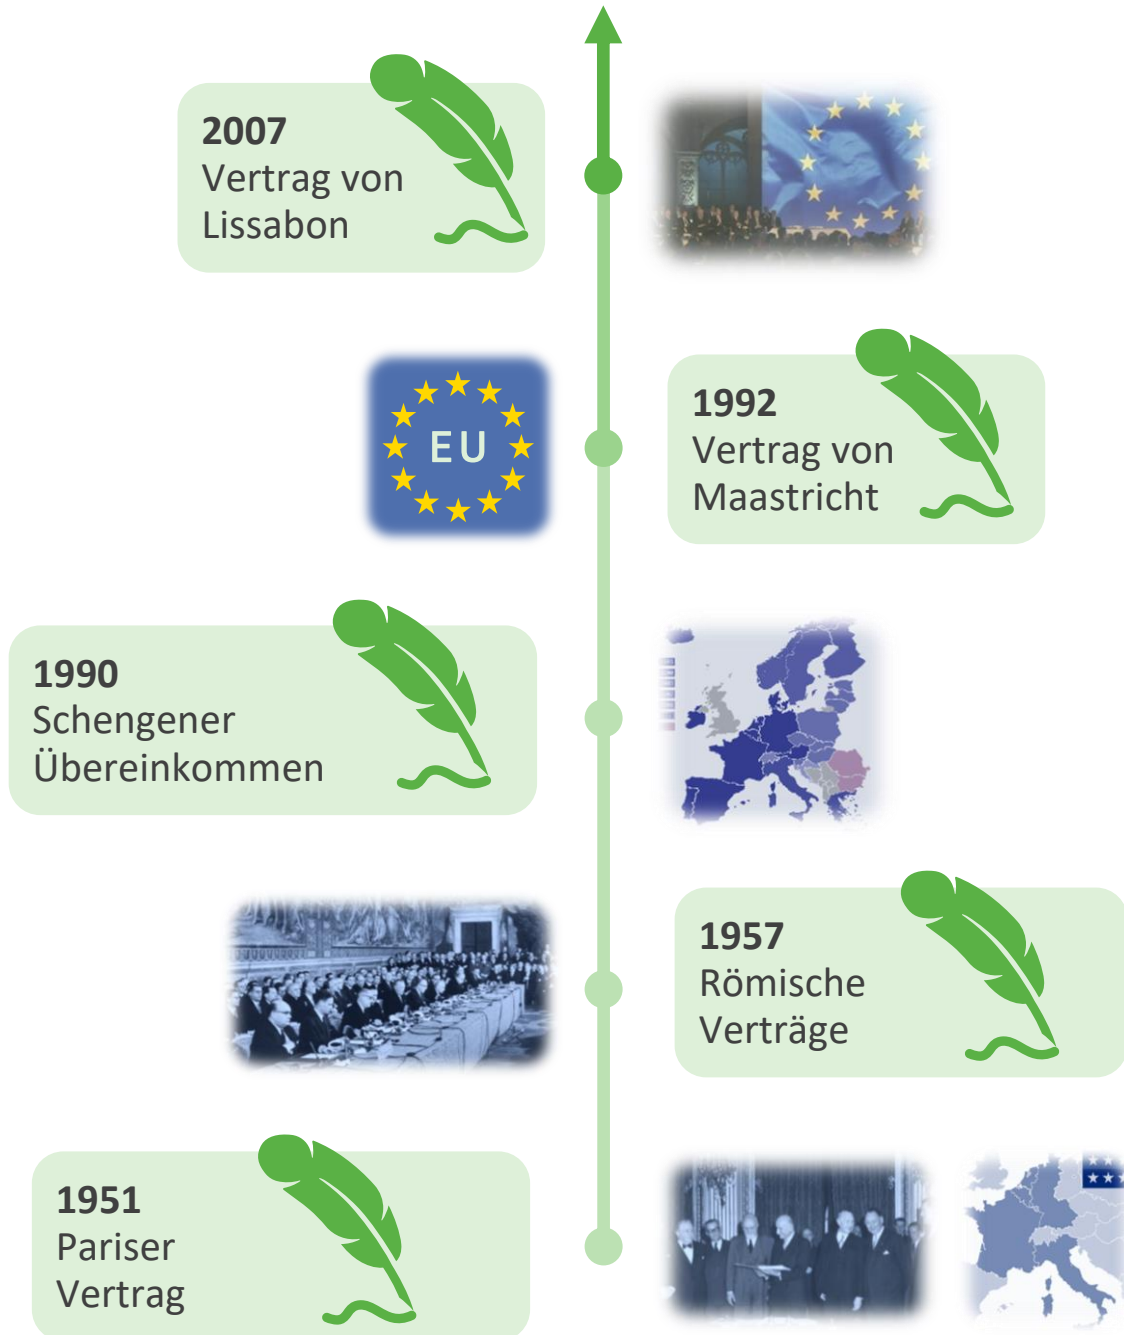 2007
Vertrag von
Lissabon
EU
1992
Vertrag von
Maastricht
1990
Schengener
Übereinkommen
1957
Römische
Verträge
1951
Pariser
Vertrag